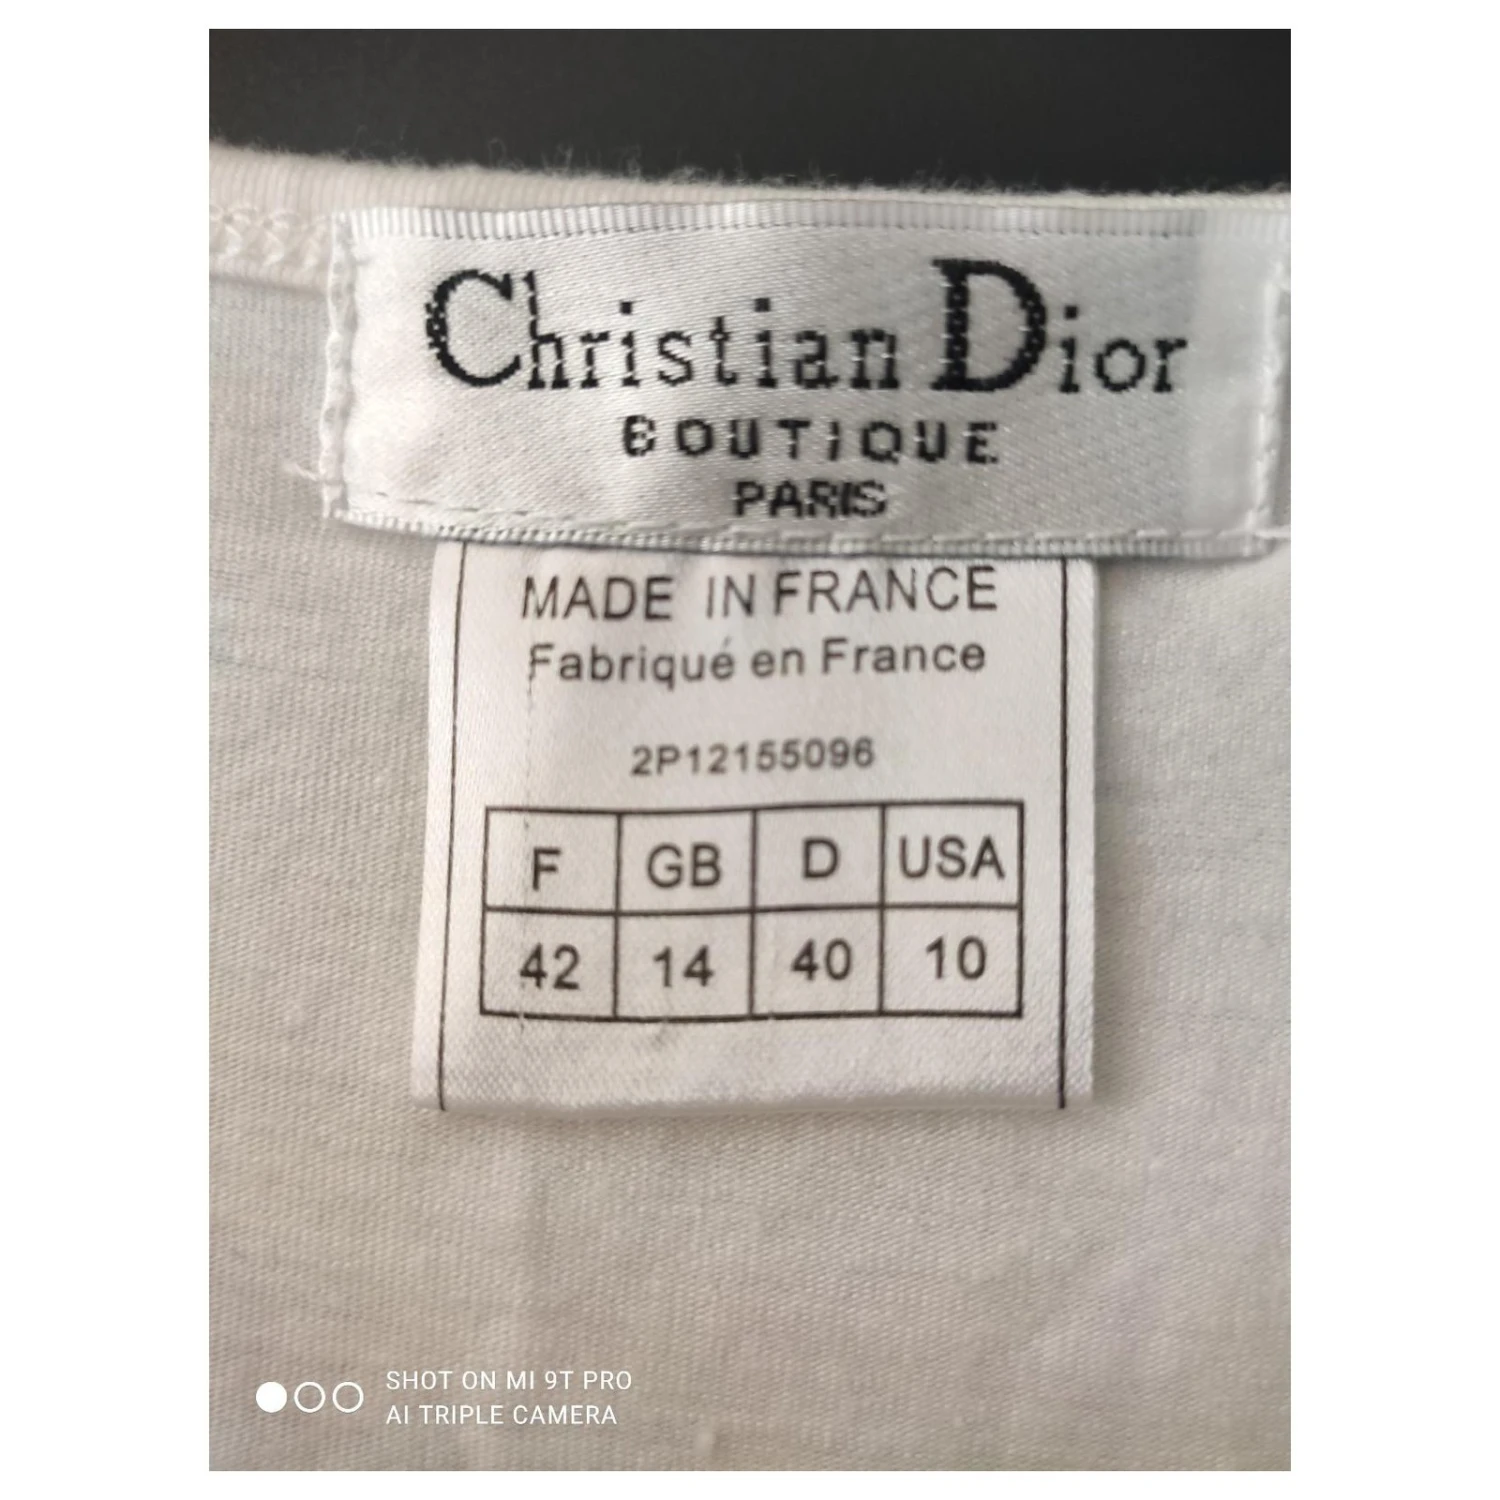 Christian Dior
BOUTIQUE
PARIS
MADE IN FRANCE
Fabriqué en France
2P12155096
F GB D USA
42 14 40 10
SHOT ON MI 9T PRO
AI TRIPLE CAMERA